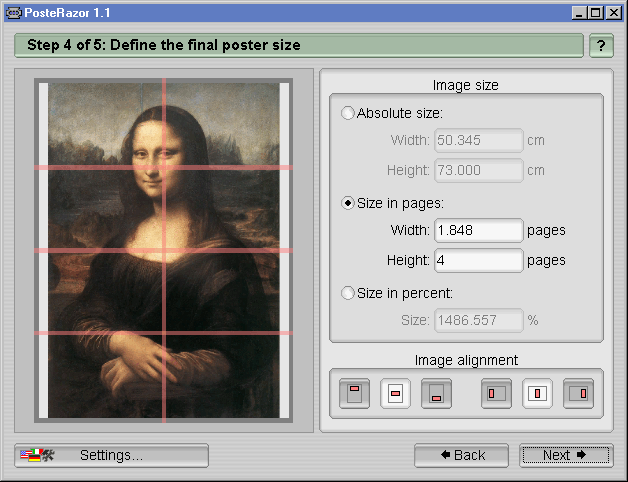 PosteRazor 1.1
Step 4 of 5: Define the final poster size
?
Image size
Absolute size:
Width: 50.345 cm
Height: 73.000 cm
Size in pages:
Width: 1.848 pages
Height: 4 pages
Size in percent:
Size: 1486.557 %
Image alignment
Settings...
Back
Next